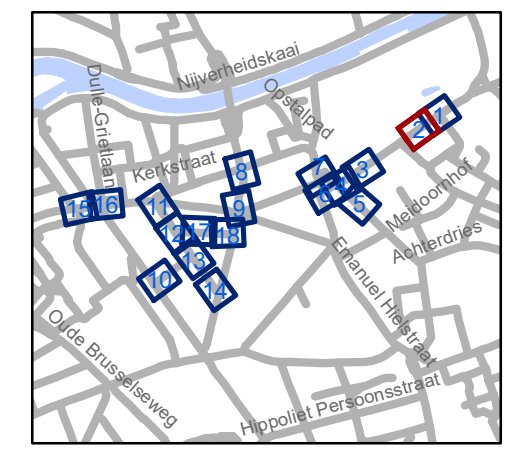 Nijverheidskaai
Dulle-Grietlaan
Opstalpad
Kerkstraat
1
2
3
4
5
6
7
8
9
10
11
12
13
14
15
16
17
18
Meidoornhof
Achterdries
Emanuel Hielstraat
Oude Brusselseweg
Hippoliet Persoonsstraat